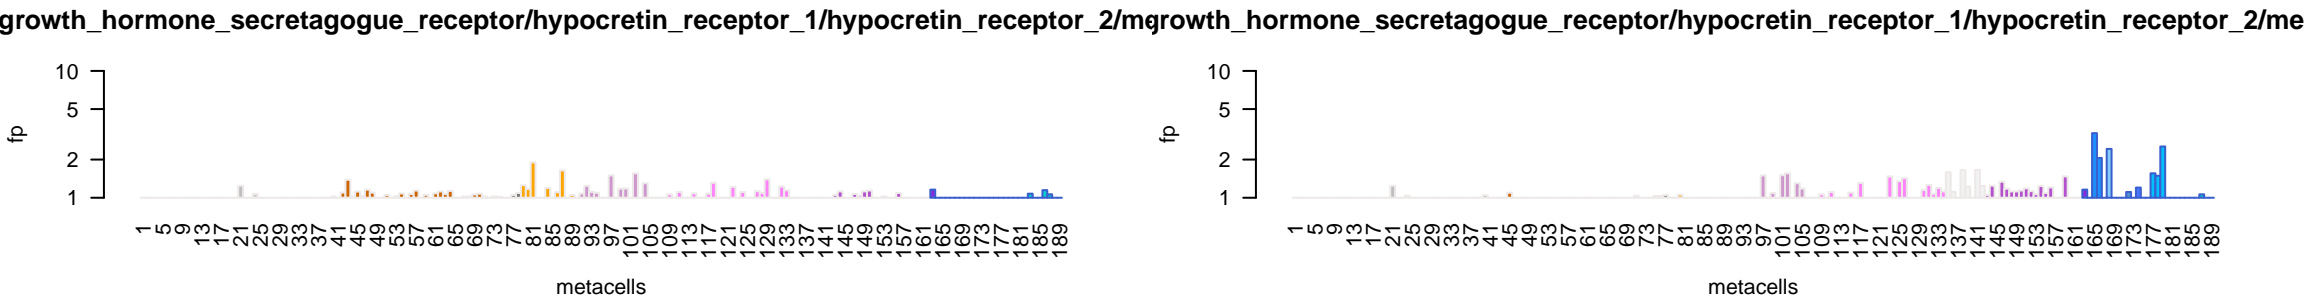 growth_hormone_secretagogue_receptor/hypocretin_receptor_1/hypocretin_receptor_2/me
growth_hormone_secretagogue_receptor/hypocretin_receptor_1/hypocretin_receptor_2/me
10
5
2
1
fp
1 5 9 13 17 21 25 29 33 37 41 45 49 53 57 61 65 69 73 77 81 85 89 93 97 101 105 109 113 117 121 125 129 133 137 141 145 149 153 157 161 165 169 173 177 181 185 189
metacells
10
5
2
1
fp
1 5 9 13 17 21 25 29 33 37 41 45 49 53 57 61 65 69 73 77 81 85 89 93 97 101 105 109 113 117 121 125 129 133 137 141 145 149 153 157 161 165 169 173 177 181 185 189
metacells